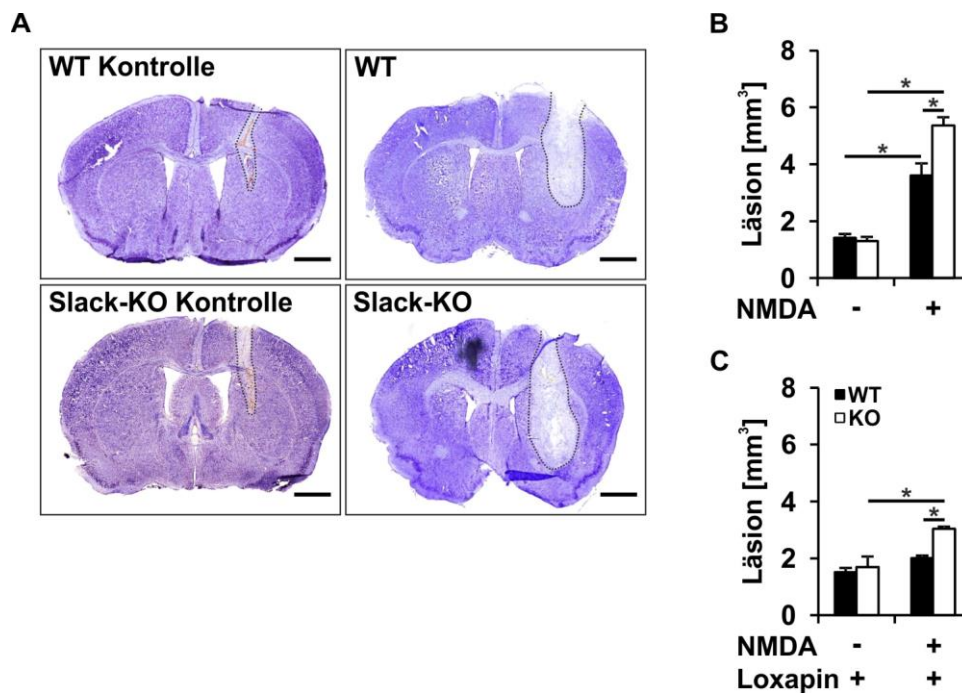 A
WT Kontrolle
WT
Slack-KO Kontrolle
Slack-KO
B
8
*
6
*
Läsion [mm³]
*
4
2
0
NMDA - +
C
8
WT
KO
6
Läsion [mm³]
4
*
*
2
0
NMDA - +
Loxapin + +